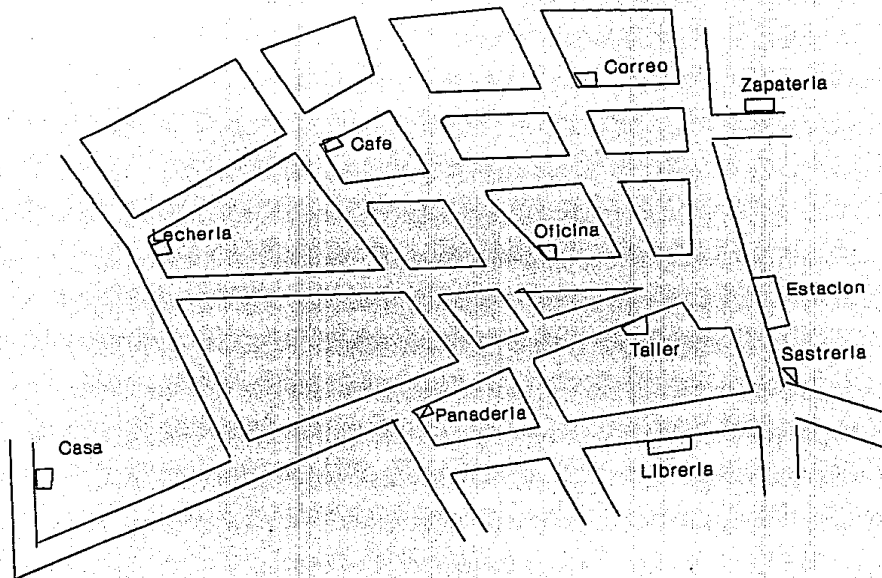 Correo
Zapateria
Cafe
Lecheria
Oficina
Estacion
Taller
Sastreria
Panaderia
Casa
Libreria